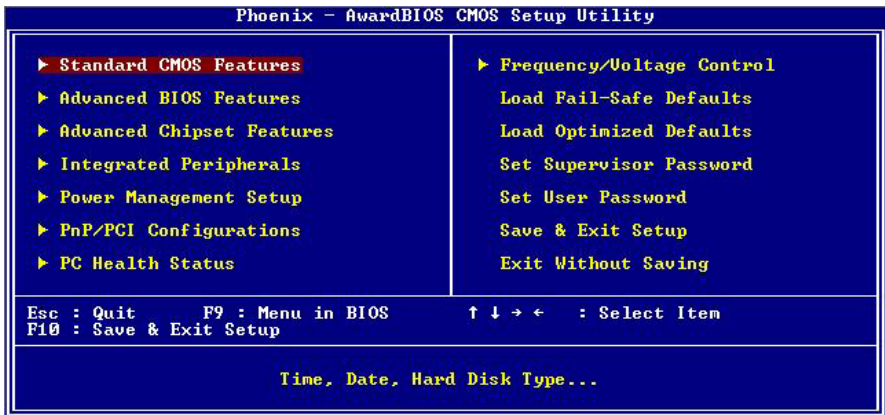 Phoenix - AwardBIOS CMOS Setup Utility
Standard CMOS Features
Advanced BIOS Features
Advanced Chipset Features
Integrated Peripherals
Power Management Setup
PnP/PCI Configurations
PC Health Status
Frequency/Voltage Control
Load Fail-Safe Defaults
Load Optimized Defaults
Set Supervisor Password
Set User Password
Save & Exit Setup
Exit Without Saving
Esc : Quit F9 : Menu in BIOS ↑ ↓ → ← : Select Item
F10 : Save & Exit Setup
Time, Date, Hard Disk Type...